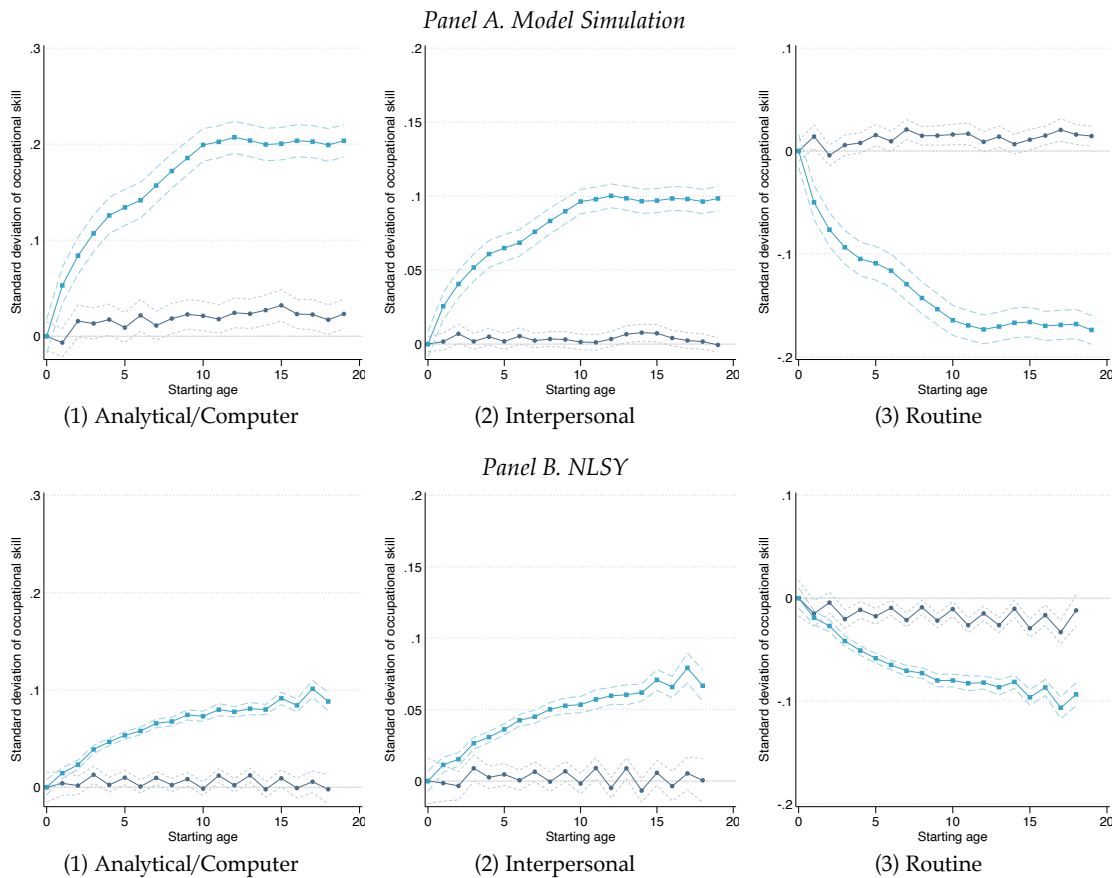 Panel A. Model Simulation
Standard deviation of occupational skill
.3
.2
.1
0
0 5 10 15 20
Starting age
(1) Analytical/Computer
Standard deviation of occupational skill
.2
.15
.1
.05
0
0 5 10 15 20
Starting age
(2) Interpersonal
Standard deviation of occupational skill
.1
0
-.1
-.2
0 5 10 15 20
Starting age
(3) Routine
Panel B. NLSY
Standard deviation of occupational skill
.3
.2
.1
0
0 5 10 15 20
Starting age
(1) Analytical/Computer
Standard deviation of occupational skill
.2
.15
.1
.05
0
0 5 10 15 20
Starting age
(2) Interpersonal
Standard deviation of occupational skill
.1
0
-.1
-.2
0 5 10 15 20
Starting age
(3) Routine